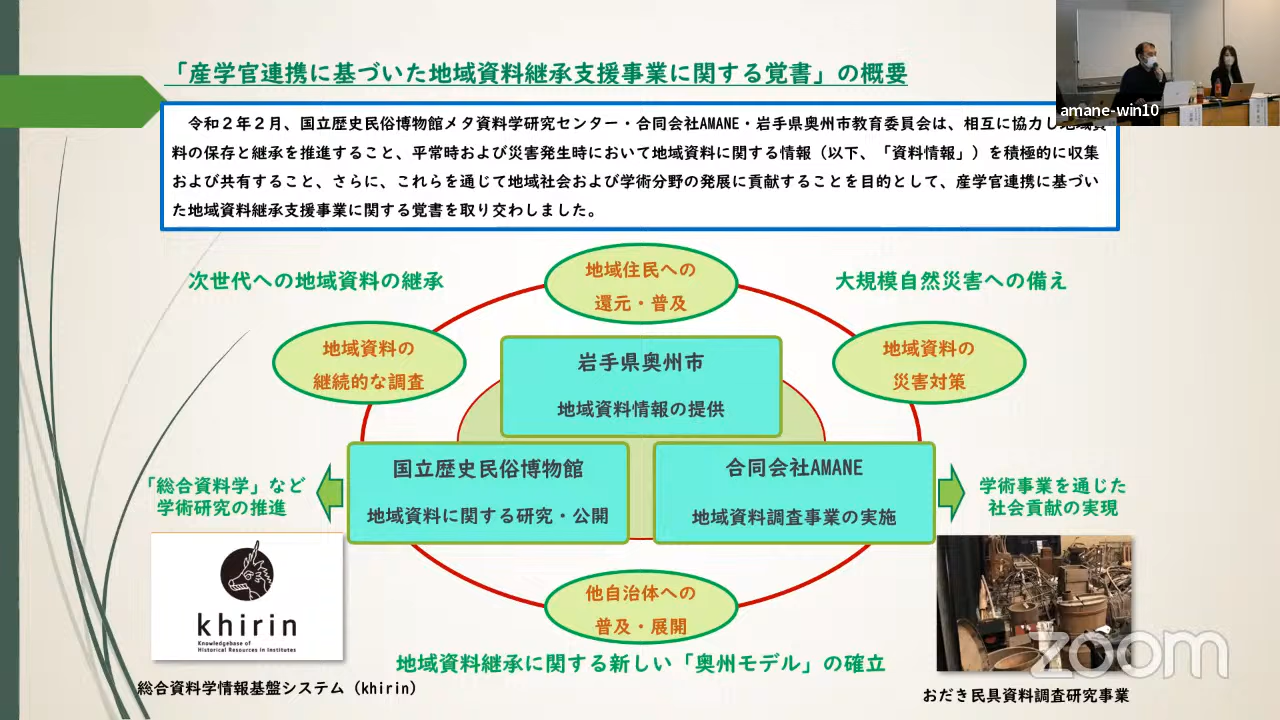 「産学官連携に基づいた地域資料継承支援事業に関する覚書」の概要
amane-win10
令和２年２月、国立歴史民俗博物館メタ資料学研究センター・合同会社AMANE・岩手県奥州市教育委員会は、相互に協力し地域資
料の保存と継承を推進すること、平常時および災害発生時において地域資料に関する情報（以下、「資料情報」）を積極的に収集
および共有すること、さらに、これらを通じて地域社会および学術分野の発展に貢献することを目的として、産学官連携に基づい
た地域資料継承支援事業に関する覚書を取り交わしました。
次世代への地域資料の継承
地域住民への
還元・普及
大規模自然災害への備え
地域資料の
継続的な調査
地域資料の
災害対策
岩手県奥州市
地域資料情報の提供
国立歴史民俗博物館
地域資料に関する研究・公開
合同会社AMANE
地域資料調査事業の実施
「総合資料学」など
学術研究の推進
学術事業を通じた
社会貢献の実現
khirin
Knowledgebase of
Historical Resources in Institutes
他自治体への
普及・展開
地域資料継承に関する新しい「奥州モデル」の確立
総合資料学情報基盤システム（khirin）
おだき民具資料調査研究事業
zoom